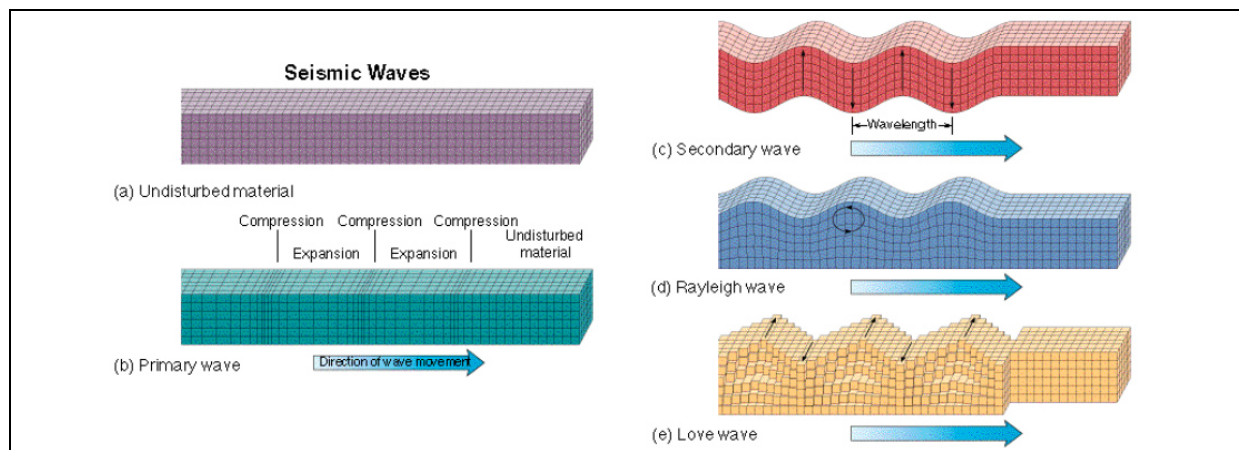 Seismic Waves
(a) Undisturbed material
Compression Compression Compression
Expansion Expansion
Undisturbed
material
(b) Primary wave
Direction of wave movement
Wavelength
(c) Secondary wave
(d) Rayleigh wave
(e) Love wave